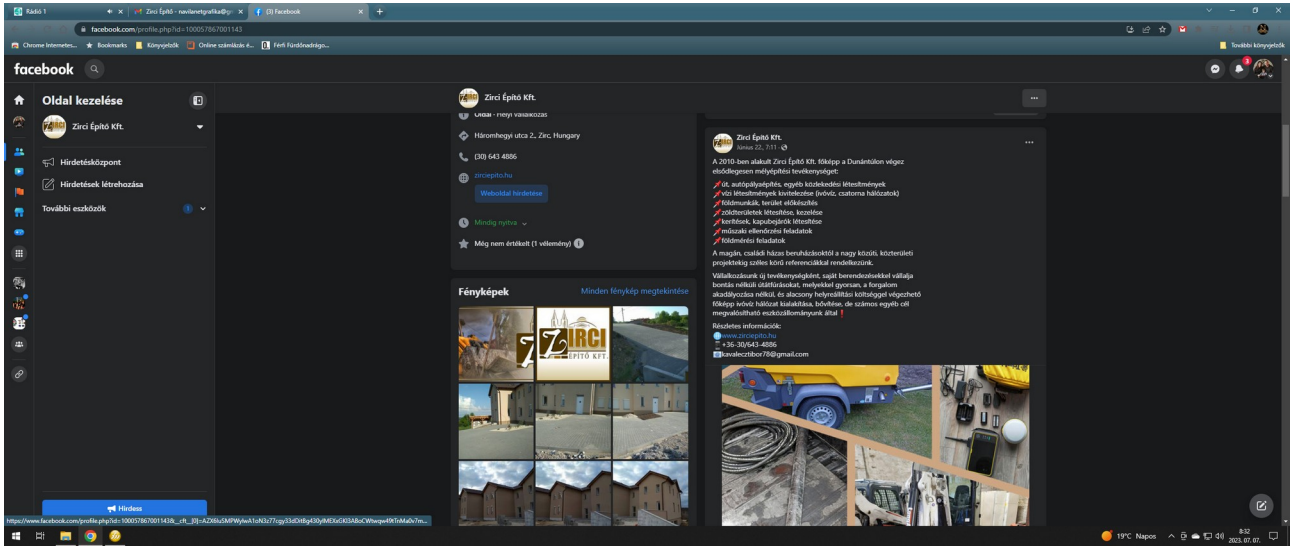 Rádió 1
Zirci Építő - navilanetgrafika@gm
(3) Facebook
facebook.com/profile.php?id=100057867001143
Chrome Internetes...
Bookmarks
Könyvjelzők
Online számlázás é...
Férfi Fürdőnadrágo...
További könyvjelzők
facebook
3
Oldal kezelése
Zirci Építő Kft.
Hirdetésközpont
Hirdetések létrehozása
További eszközök
1
Hirdess
Zirci Építő Kft.
Oldal · Helyi vállalkozás
Háromhegyi utca 2., Zirc, Hungary
(30) 643 4886
zirciepito.hu
Weboldal hirdetése
Mindig nyitva
Még nem értékelt (1 vélemény)
Fényképek
Minden fénykép megtekintése
ZIRCI
ÉPÍTŐ KFT.
Zirci Építő Kft.
Június 22., 7:11
A 2010-ben alakult Zirci Építő Kft. főképp a Dunántúlon végez
elsődlegesen mélyépítési tevékenységet:
út, autópályaépítés, egyéb közlekedési létesítmények
vízi létesítmények kivitelezése (ivóvíz, csatorna hálózatok)
földmunkák, terület előkészítés
zöldterületek létesítése, kezelése
kerítések, kapubejárók létesítése
műszaki ellenőrzési feladatok
földmérési feladatok
A magán, családi házas beruházásoktól a nagy közúti, közterületi
projektekig széles körű referenciákkal rendelkezünk.
Vállalkozásunk új tevékenységként, saját berendezésekkel vállalja
bontás nélküli útátfúrásokat, melyekkel gyorsan, a forgalom
akadályozása nélkül, és alacsony helyreállítási költséggel végezhető
főképp ivóvíz hálózat kialakítása, bővítése, de számos egyéb cél
megvalósítható eszközállományunk által❗
Részletes információk:
www.zirciepito.hu
+36-30/643-4886
kavalecztibor78@gmail.com
19°C Napos
8:32
2023. 07. 07.